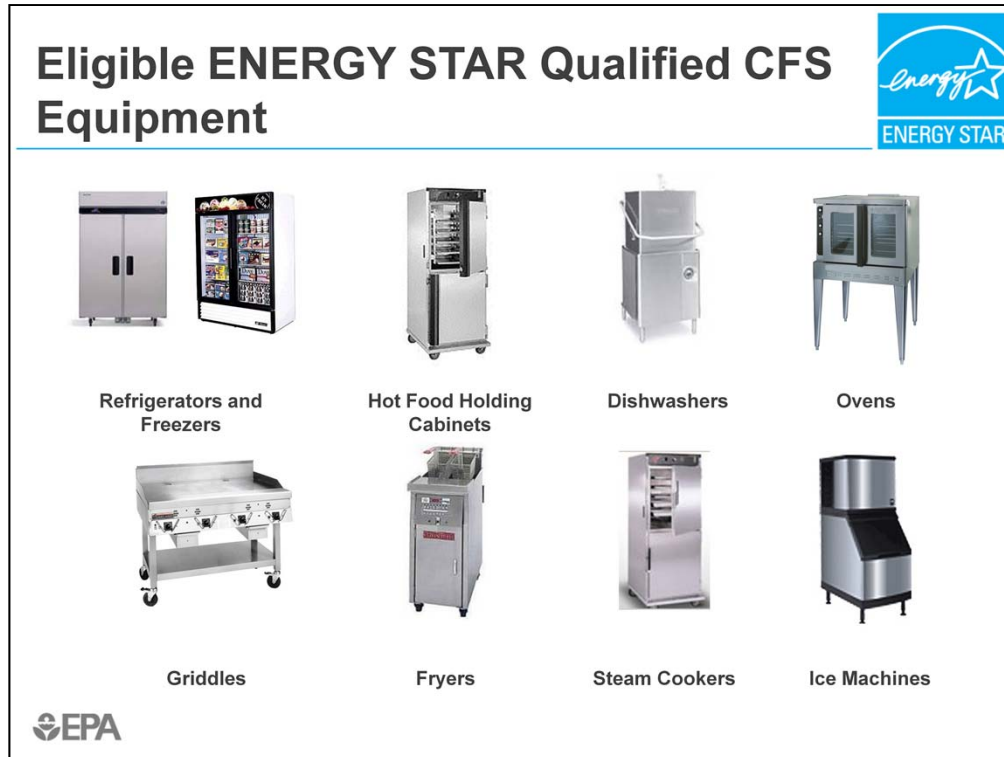 Eligible ENERGY STAR Qualified CFS
Equipment
energy
ENERGY STAR
Refrigerators and
Freezers
Hot Food Holding
Cabinets
Dishwashers
Ovens
Griddles
Fryers
Steam Cookers
Ice Machines
EPA